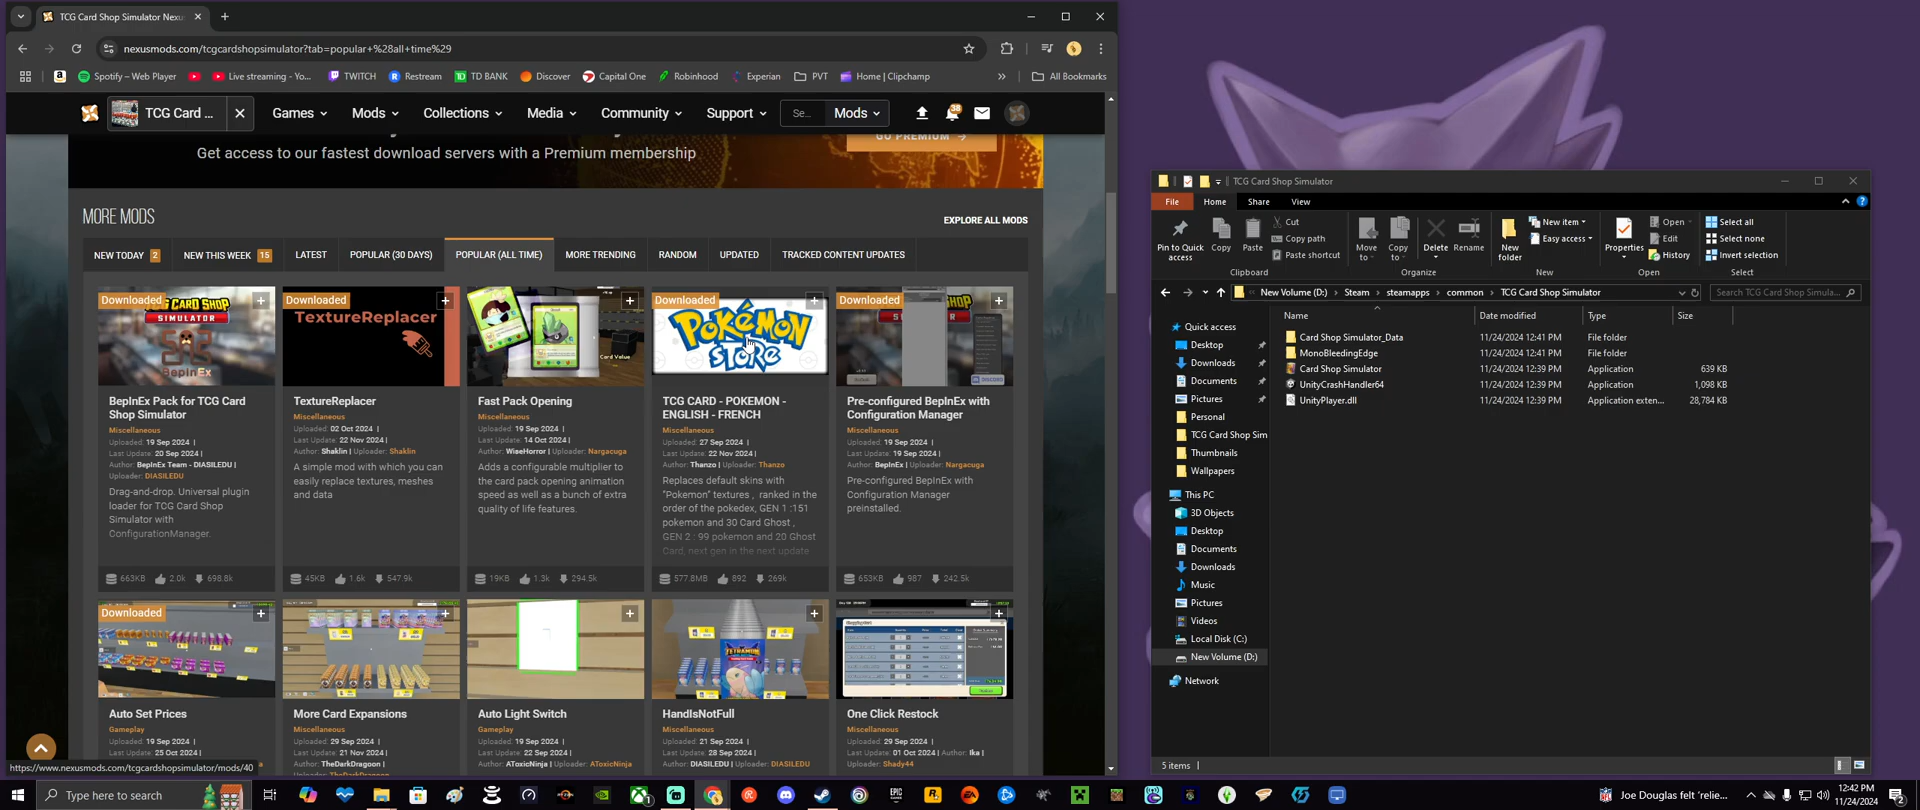 TCG Card Shop Simulator Nexu
nexusmods.com/tcgcardshopsimulator?tab=popular+%28all+time%29
Spotify – Web Player
Live streaming - Yo...
TWITCH
Restream
TD BANK
Discover
Capital One
Robinhood
Experian
PVT
Home | Clipchamp
»
All Bookmarks
TCG Card ...
Games
Mods
Collections
Media
Community
Support
Se...
Mods
38
GO PREMIUM
Get access to our fastest download servers with a Premium membership
MORE MODS
EXPLORE ALL MODS
NEW TODAY 2
NEW THIS WEEK 15
LATEST
POPULAR (30 DAYS)
POPULAR (ALL TIME)
MORE TRENDING
RANDOM
UPDATED
TRACKED CONTENT UPDATES
Downloaded
CARD SHOP
SIMULATOR
BepInEx
BepInEx Pack for TCG Card
Shop Simulator
Miscellaneous
Uploaded: 19 Sep 2024 |
Last Update: 20 Sep 2024 |
Author: BepInEx Team - DIASILEDU |
Uploader: DIASILEDU
Drag-and-drop. Universal plugin
loader for TCG Card Shop
Simulator with
ConfigurationManager.
663KB 2.0k 698.8k
Downloaded
TextureReplacer
TextureReplacer
Miscellaneous
Uploaded: 02 Oct 2024 |
Last Update: 22 Nov 2024 |
Author: Shaklin | Uploader: Shaklin
A simple mod with which you can
easily replace textures, meshes
and data
45KB 1.6k 547.9k
Card Value
Fast Pack Opening
Miscellaneous
Uploaded: 19 Sep 2024 |
Last Update: 14 Oct 2024 |
Author: WiseHorror | Uploader: Nargacuga
Adds a configurable multiplier to
the card pack opening animation
speed as well as a bunch of extra
quality of life features.
19KB 1.3k 294.5k
Downloaded
POKéMON
STORE
TCG CARD - POKEMON -
ENGLISH - FRENCH
Miscellaneous
Uploaded: 27 Sep 2024 |
Last Update: 22 Nov 2024 |
Author: Thanzo | Uploader: Thanzo
Replaces default skins with
"Pokemon" textures , ranked in the
order of the pokedex, GEN 1 :151
pokemon and 30 Card Ghost ,
GEN 2 : 99 pokemon and 20 Ghost
Card, next gen in the next update
577.8MB 892 269k
Downloaded
DISCORD
Pre-configured BepInEx with
Configuration Manager
Miscellaneous
Uploaded: 19 Sep 2024 |
Last Update: 19 Sep 2024 |
Author: BepInEx | Uploader: Nargacuga
Pre-configured BepInEx with
Configuration Manager
preinstalled.
653KB 987 242.5k
Downloaded
Auto Set Prices
Gameplay
Uploaded: 19 Sep 2024 |
Last Update: 25 Oct 2024 |
More Card Expansions
Miscellaneous
Uploaded: 29 Sep 2024 |
Last Update: 21 Nov 2024 |
Author: TheDarkDragoon |
TheDarkDragoon
Auto Light Switch
Gameplay
Uploaded: 19 Sep 2024 |
Last Update: 22 Sep 2024 |
Author: AToxicNinja | Uploader: AToxicNinja
TETRAMON
HandIsNotFull
Miscellaneous
Uploaded: 21 Sep 2024 |
Last Update: 28 Sep 2024 |
Author: DIASILEDU | Uploader: DIASILEDU
One Click Restock
Miscellaneous
Uploaded: 29 Sep 2024 |
Last Update: 01 Oct 2024 | Author: Ika |
Uploader: Shady44
https://www.nexusmods.com/tcgcardshopsimulator/mods/40
TCG Card Shop Simulator
File
Home
Share
View
Pin to Quick
access
Copy
Paste
Cut
Copy path
Paste shortcut
Clipboard
Move
to
Copy
to
Delete
Rename
Organize
New
folder
New item
Easy access
New
Properties
Open
Edit
History
Open
Select all
Select none
Invert selection
Select
« New Volume (D:) › Steam › steamapps › common › TCG Card Shop Simulator
Search TCG Card Shop Simula...
Name
Date modified
Type
Size
Card Shop Simulator_Data 11/24/2024 12:41 PM File folder
MonoBleedingEdge 11/24/2024 12:41 PM File folder
Card Shop Simulator 11/24/2024 12:39 PM Application 639 KB
UnityCrashHandler64 11/24/2024 12:39 PM Application 1,098 KB
UnityPlayer.dll 11/24/2024 12:39 PM Application exten... 28,784 KB
Quick access
Desktop
Downloads
Documents
Pictures
Personal
TCG Card Shop Sim
Thumbnails
Wallpapers
This PC
3D Objects
Desktop
Documents
Downloads
Music
Pictures
Videos
Local Disk (C:)
New Volume (D:)
Network
5 items
Type here to search
EPIC
Joe Douglas felt 'relie...
12:42 PM
11/24/2024